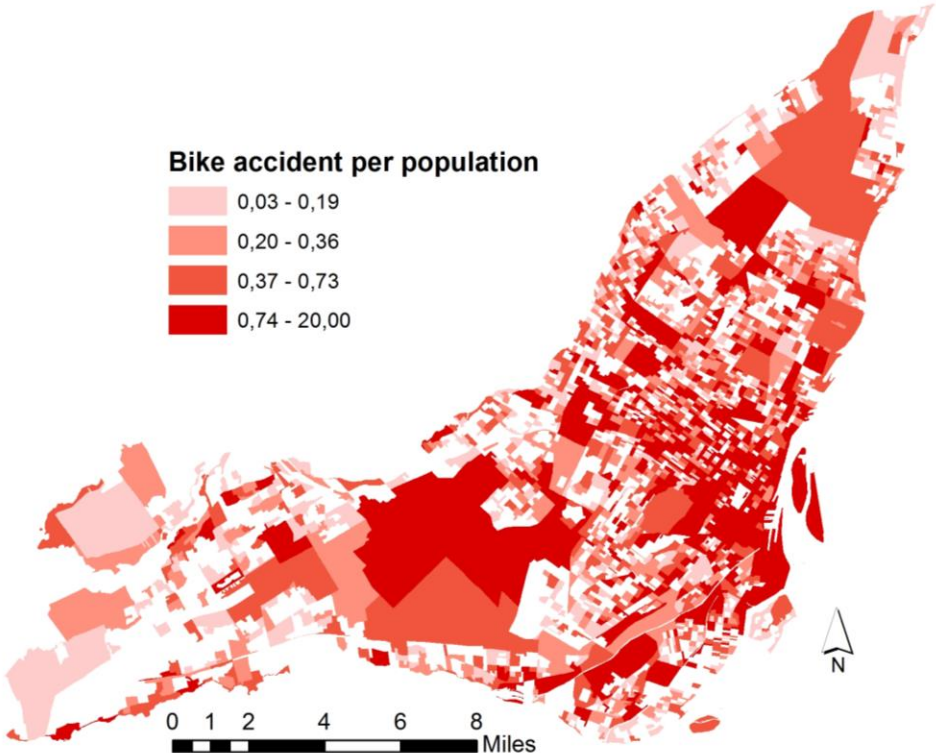 Bike accident per population
0,03 - 0,19
0,20 - 0,36
0,37 - 0,73
0,74 - 20,00
N
0 1 2 4 6 8
Miles